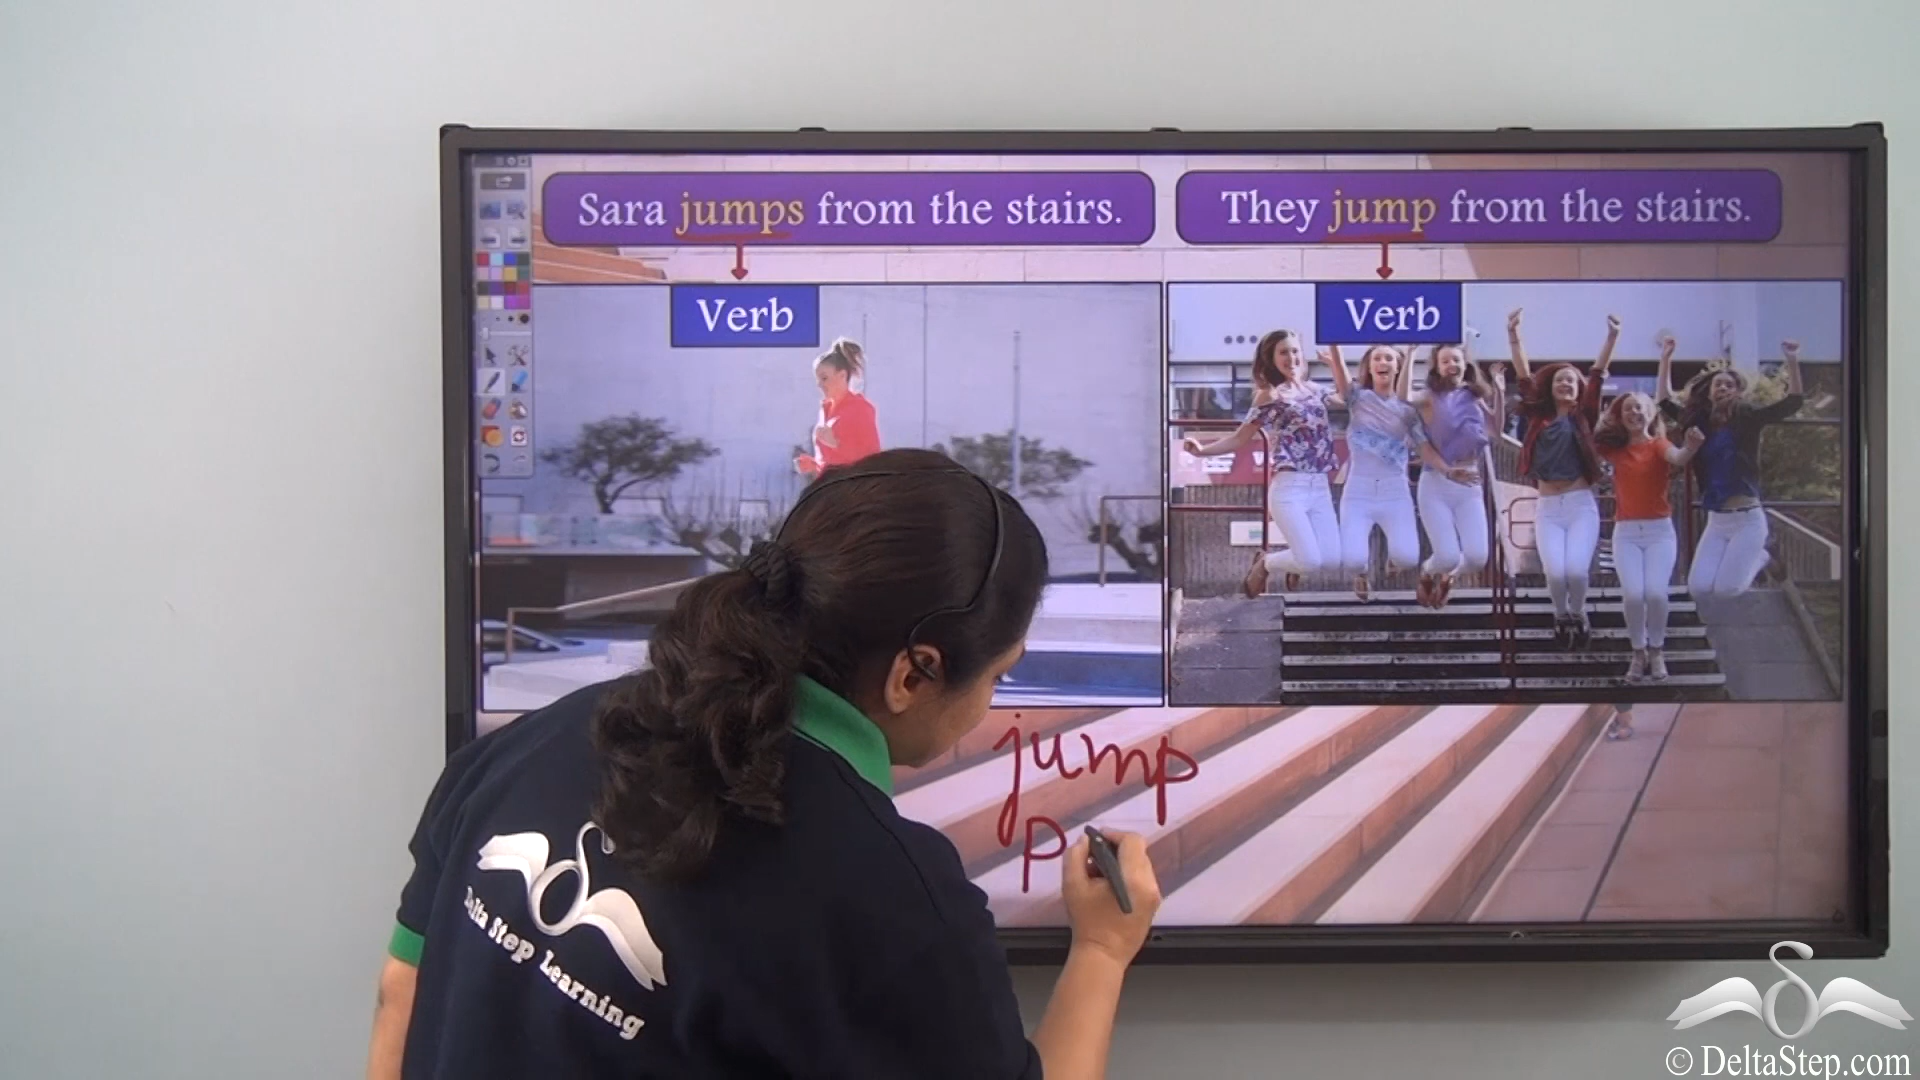 Sara jumps from the stairs.
They jump from the stairs.
Verb
Verb
jump
P
Delta Step Learning
© DeltaStep.com